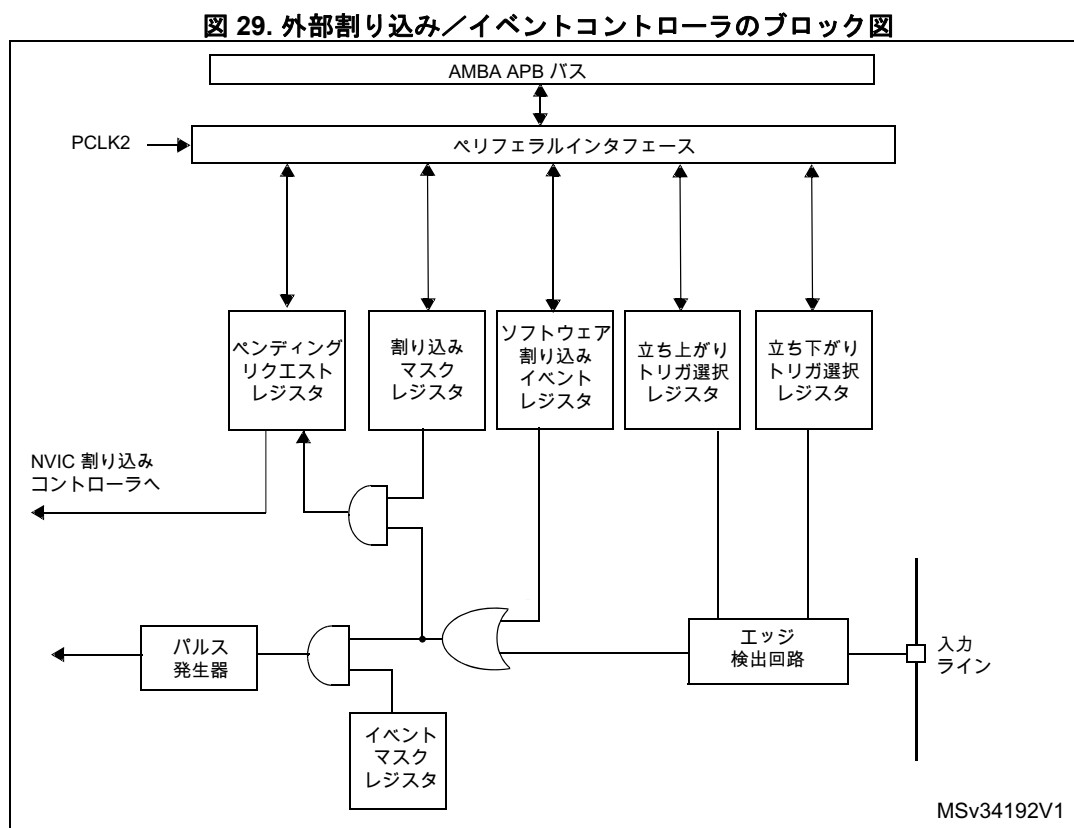 図 29. 外部割り込み／イベントコントローラのブロック図
AMBA APB バス
PCLK2
ペリフェラルインタフェース
ペンディング
リクエスト
レジスタ
割り込み
マスク
レジスタ
ソフトウェア
割り込み
イベント
レジスタ
立ち上がり
トリガ選択
レジスタ
立ち下がり
トリガ選択
レジスタ
NVIC 割り込み
コントローラへ
パルス
発生器
エッジ
検出回路
入力
ライン
イベント
マスク
レジスタ
MSv34192V1